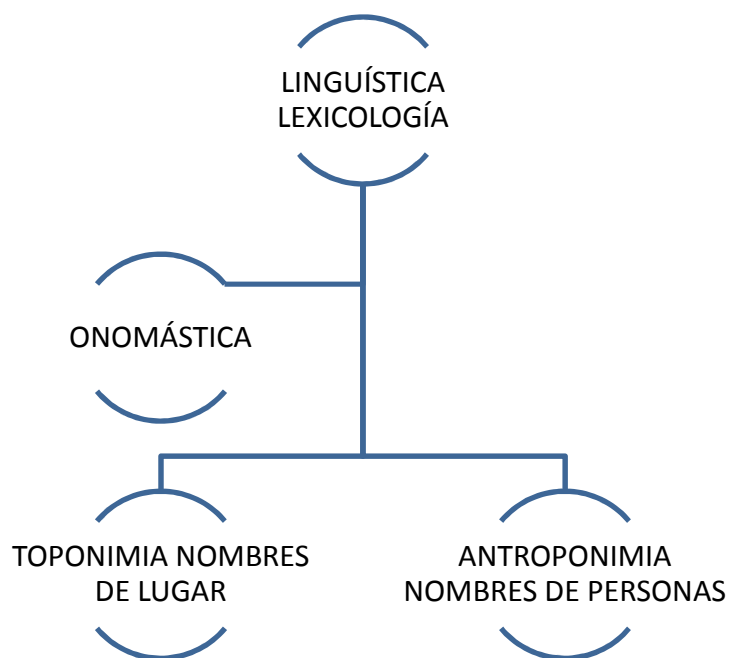 LINGUÍSTICA
LEXICOLOGÍA
ONOMÁSTICA
TOPONIMIA NOMBRES
DE LUGAR
ANTROPONIMIA
NOMBRES DE PERSONAS